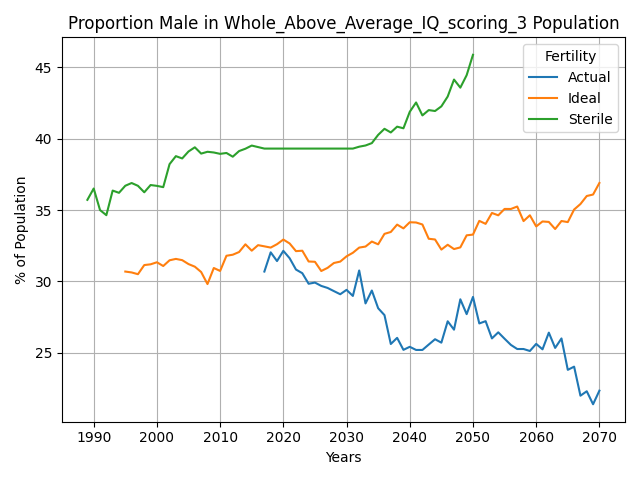 Proportion Male in Whole_Above_Average_IQ_scoring_3 Population
Fertility
Actual
Ideal
Sterile
% of Population
45
40
35
30
25
1990 2000 2010 2020 2030 2040 2050 2060 2070
Years